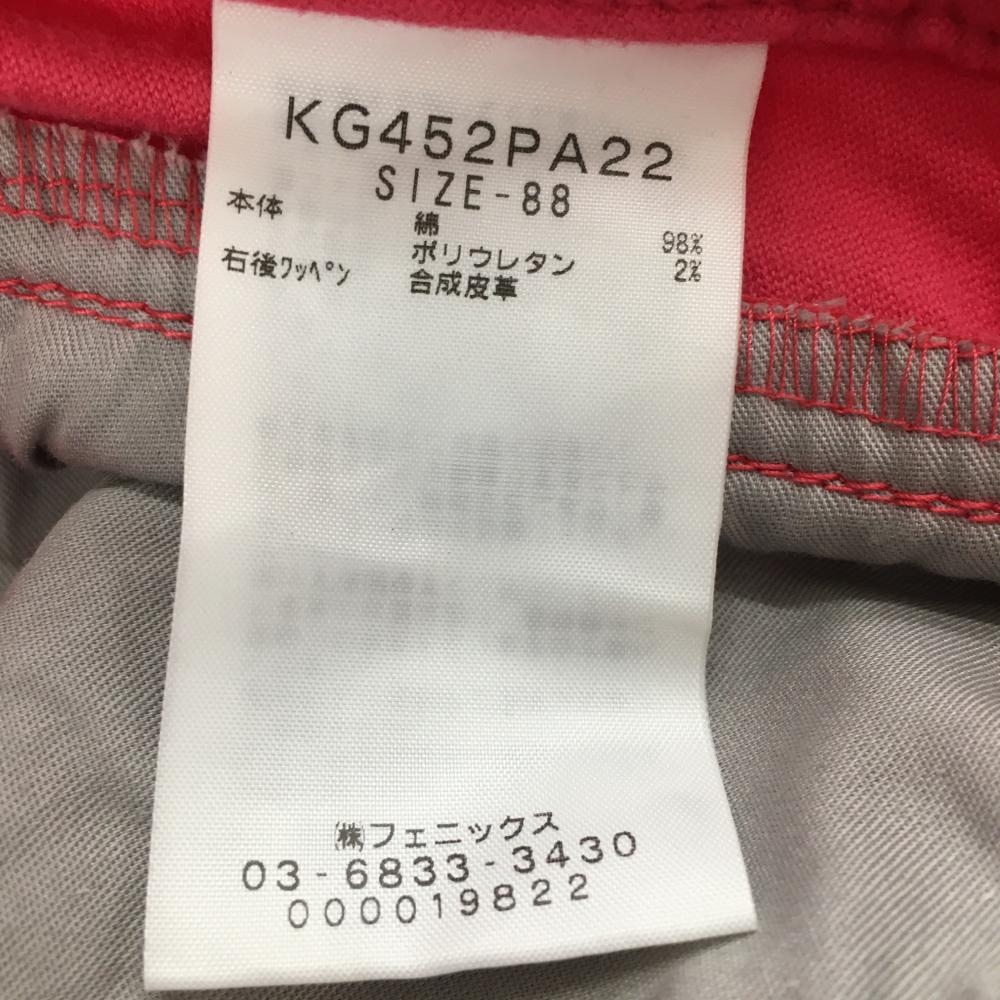 KG452PA22
SIZE-88
本体 綿 98%
ポリウレタン 2%
右後ﾜｯﾍﾟﾝ 合成皮革
㈱フェニックス
03-6833-3430
000019822